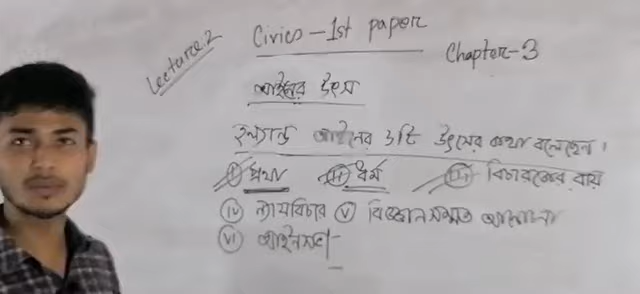 Lecture: 2
Civics – 1st paper
Chapter-3
আইনের উৎস
হল্যান্ড আইনের ৬টি উৎসের কথা বলেছেন।
(i) প্রথা (ii) ধর্ম (iii) বিচারকের রায়
(iv) ন্যায়বিচার (v) বিজ্ঞানসম্মত আলোচনা
(vi) আইনসভা